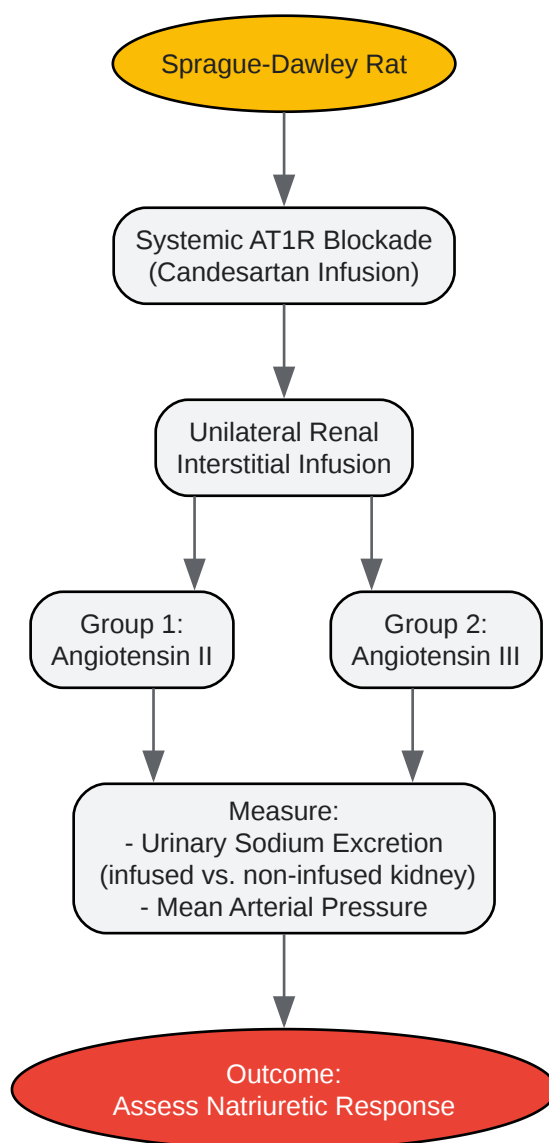 Sprague-Dawley Rat
Systemic AT1R Blockade
(Candesartan Infusion)
Unilateral Renal
Interstitial Infusion
Group 1:
Angiotensin II
Group 2:
Angiotensin III
Measure:
- Urinary Sodium Excretion
(infused vs. non-infused kidney)
- Mean Arterial Pressure
Outcome:
Assess Natriuretic Response